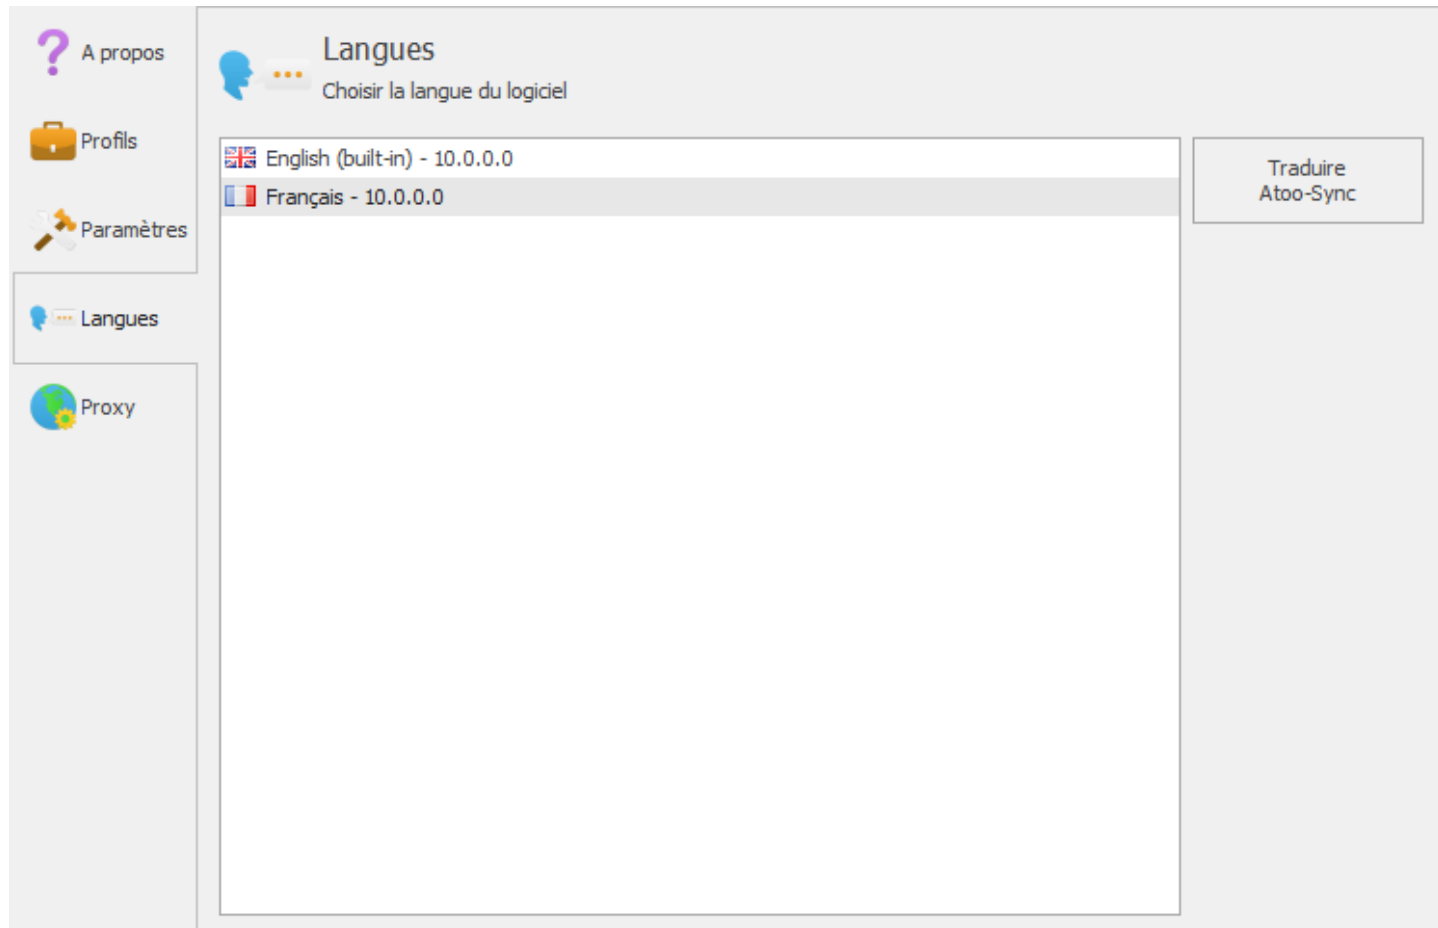 A propos
Profils
Paramètres
Langues
Proxy
Langues
Choisir la langue du logiciel
English (built-in) - 10.0.0.0
Français - 10.0.0.0
Traduire
Atoo-Sync